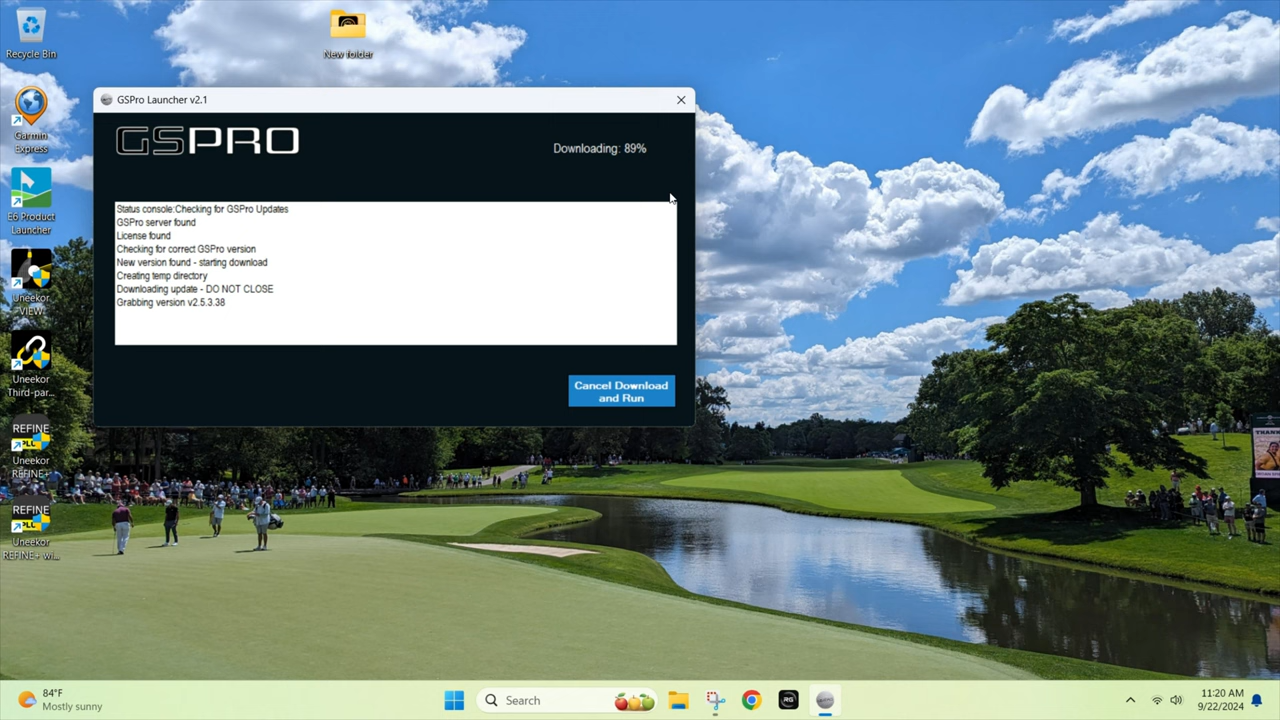 Recycle Bin
New folder
Garmin
Express
E6 Product
Launcher
Uneekor
VIEW
Uneekor
Third-par...
REFINE
PLUS
Uneekor
REFINE+
REFINE
PLUS
Uneekor
REFINE+ wi...
GSPro Launcher v2.1
GSPRO
Downloading: 89%
Status console:Checking for GSPro Updates
GSPro server found
License found
Checking for correct GSPro version
New version found - starting download
Creating temp directory
Downloading update - DO NOT CLOSE
Grabbing version v2.5.3.38
Cancel Download
and Run
84°F
Mostly sunny
Search
RG
11:20 AM
9/22/2024